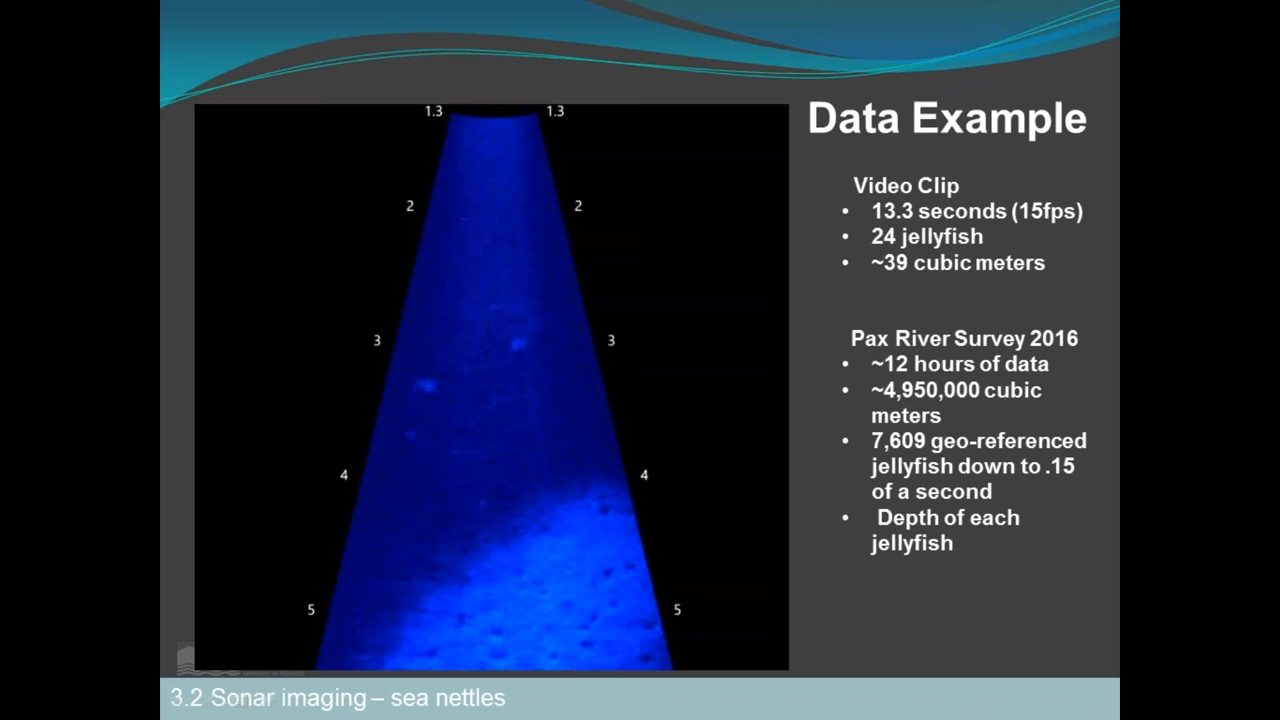 Data Example
1.3 1.3
2 2
3 3
4 4
5 5
Video Clip
• 13.3 seconds (15fps)
• 24 jellyfish
• ~39 cubic meters
Pax River Survey 2016
• ~12 hours of data
• ~4,950,000 cubic
meters
• 7,609 geo-referenced
jellyfish down to .15
of a second
• Depth of each
jellyfish
3.2 Sonar imaging – sea nettles